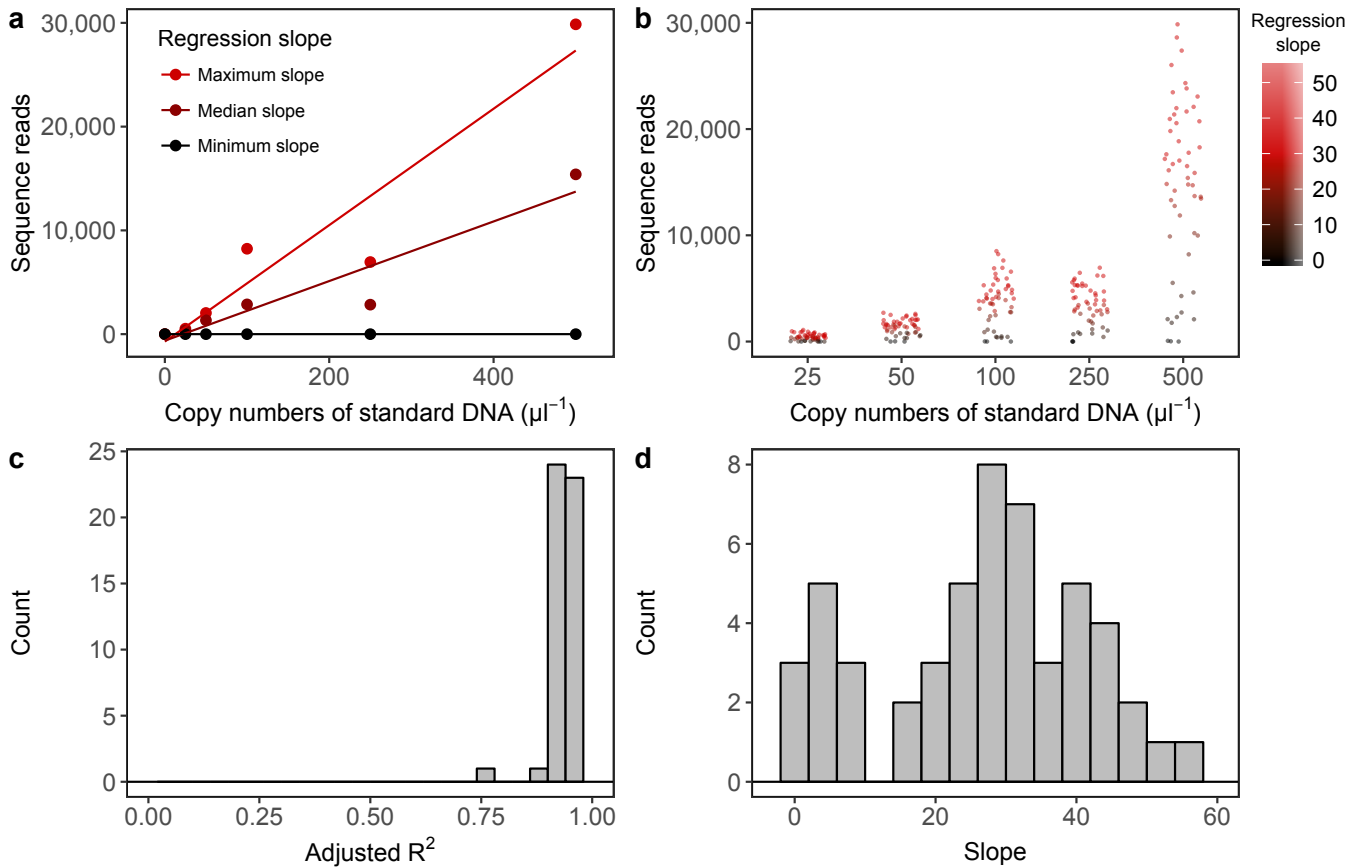 a
30,000
20,000
10,000
0
Sequence reads
Regression slope
Maximum slope
Median slope
Minimum slope
0 200 400
Copy numbers of standard DNA (µl⁻¹)
b
30,000
20,000
10,000
0
Sequence reads
25 50 100 250 500
Copy numbers of standard DNA (µl⁻¹)
Regression
slope
50
40
30
20
10
0
c
25
20
15
10
5
0
Count
0.00 0.25 0.50 0.75 1.00
Adjusted R²
d
8
6
4
2
0
Count
0 20 40 60
Slope